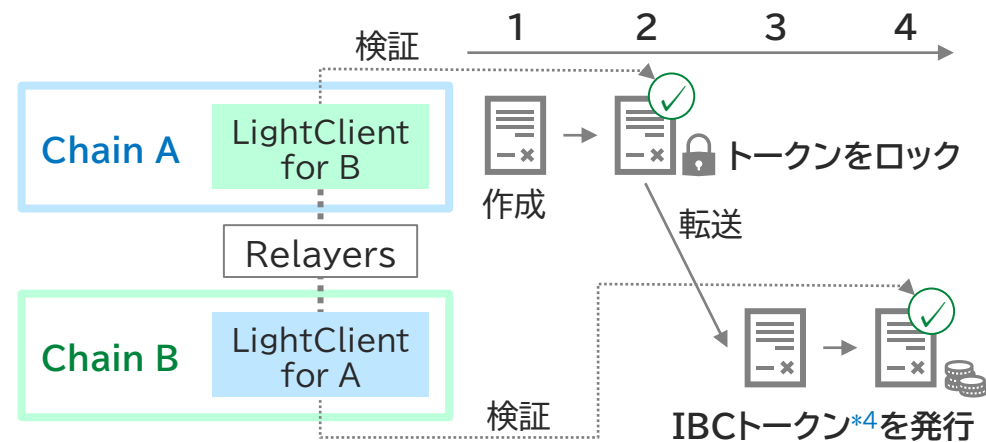 検証
1 2 3 4
Chain A
LightClient
for B
作成
トークンをロック
転送
Relayers
Chain B
LightClient
for A
検証
IBCトークン*4を発行